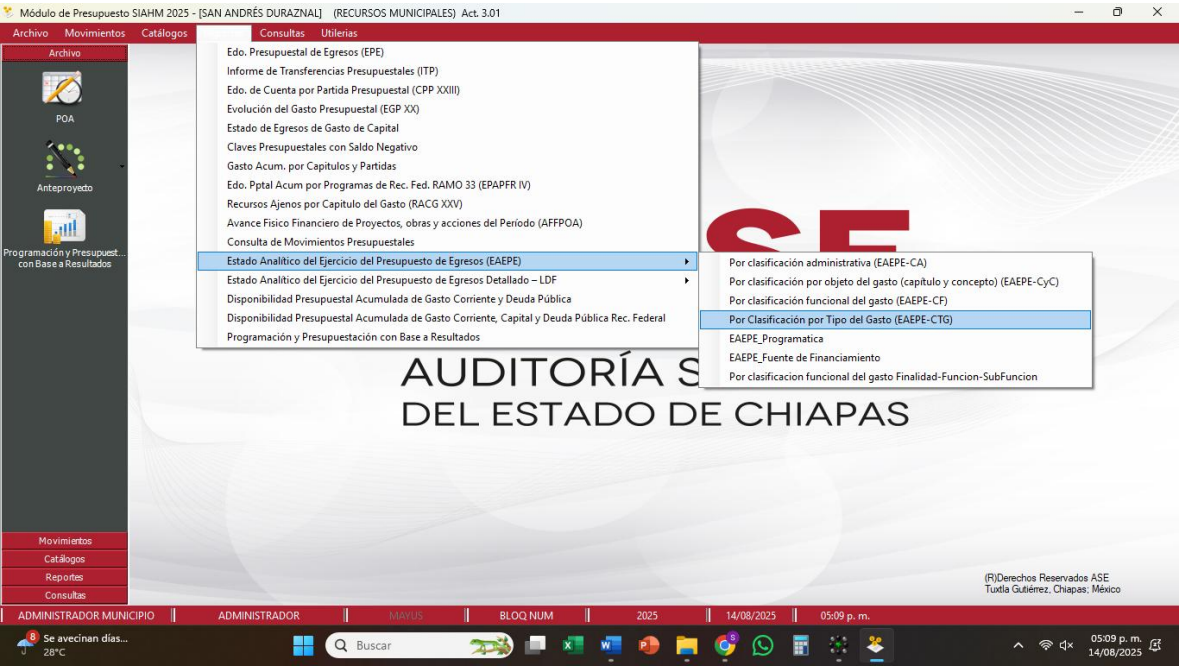 Módulo de Presupuesto SIAHM 2025 - [SAN ANDRÉS DURAZNAL] (RECURSOS MUNICIPALES) Act. 3.01
Archivo Movimientos Catálogos Consultas Utilerias
Archivo
POA
Anteproyecto
Programación y Presupuest...
con Base a Resultados
Edo. Presupuestal de Egresos (EPE)
Informe de Transferencias Presupuestales (ITP)
Edo. de Cuenta por Partida Presupuestal (CPP XXIII)
Evolución del Gasto Presupuestal (EGP XX)
Estado de Egresos de Gasto de Capital
Claves Presupuestales con Saldo Negativo
Gasto Acum. por Capitulos y Partidas
Edo. Pptal Acum por Programas de Rec. Fed. RAMO 33 (EPAPFR IV)
Recursos Ajenos por Capitulo del Gasto (RACG XXV)
Avance Fisico Financiero de Proyectos, obras y acciones del Período (AFFPOA)
Consulta de Movimientos Presupuestales
Estado Analítico del Ejercicio del Presupuesto de Egresos (EAEPE)
Estado Analítico del Ejercicio del Presupuesto de Egresos Detallado – LDF
Disponibilidad Presupuestal Acumulada de Gasto Corriente y Deuda Pública
Disponibilidad Presupuestal Acumulada de Gasto Corriente, Capital y Deuda Pública Rec. Federal
Programación y Presupuestación con Base a Resultados
Por clasificación administrativa (EAEPE-CA)
Por clasificación por objeto del gasto (capítulo y concepto) (EAEPE-CyC)
Por clasificación funcional del gasto (EAEPE-CF)
Por Clasificación por Tipo del Gasto (EAEPE-CTG)
EAEPE_Programatica
EAEPE_Fuente de Financiamiento
Por clasificacion funcional del gasto Finalidad-Funcion-SubFuncion
SE
AUDITORÍA S
DEL ESTADO DE CHIAPAS
Movimientos
Catálogos
Reportes
Consultas
(R)Derechos Reservados ASE
Tuxtla Gutiérrez, Chiapas; México
ADMINISTRADOR MUNICIPIO ADMINISTRADOR MAYUS BLOQ NUM 2025 14/08/2025 05:09 p. m.
8
Se avecinan días...
28°C
Buscar
05:09 p. m.
14/08/2025